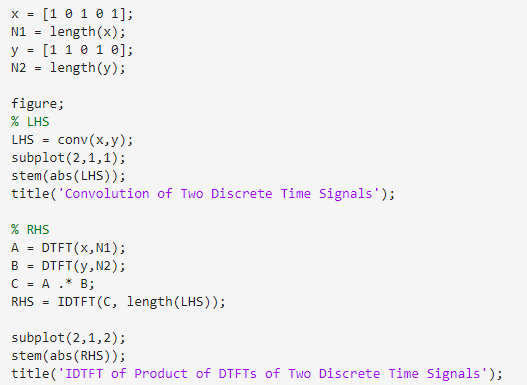 x = [1 0 1 0 1];
N1 = length(x);
y = [1 1 0 1 0];
N2 = length(y);

figure;
% LHS
LHS = conv(x,y);
subplot(2,1,1);
stem(abs(LHS));
title('Convolution of Two Discrete Time Signals');

% RHS
A = DTFT(x,N1);
B = DTFT(y,N2);
C = A .* B;
RHS = IDTFT(C, length(LHS));

subplot(2,1,2);
stem(abs(RHS));
title('IDTFT of Product of DTFTs of Two Discrete Time Signals');